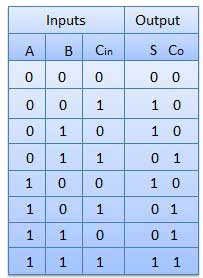 Inputs Output
A B Cin S Co
0 0 0 0 0
0 0 1 1 0
0 1 0 1 0
0 1 1 0 1
1 0 0 1 0
1 0 1 0 1
1 1 0 0 1
1 1 1 1 1